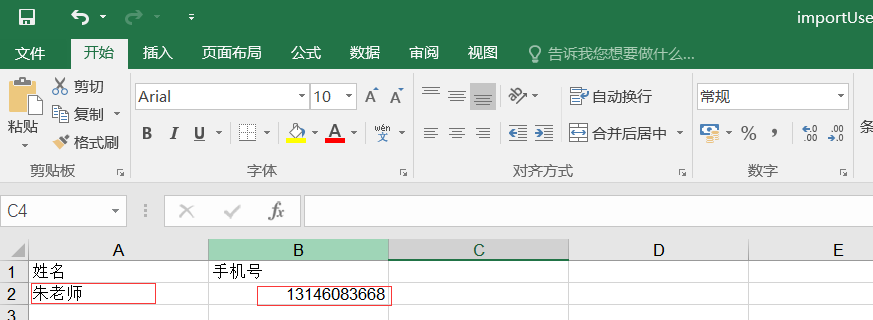 importUse
文件 开始 插入 页面布局 公式 数据 审阅 视图 告诉我您想要做什么...
剪切
复制
格式刷
粘贴
剪贴板
Arial 10 A A
B I U A wén 文
字体
自动换行
合并后居中
对齐方式
常规
% , .0 .00 .00 .0
数字
条
C4 fx
A B C D E
1 姓名 手机号
2 朱老师 13146083668
3